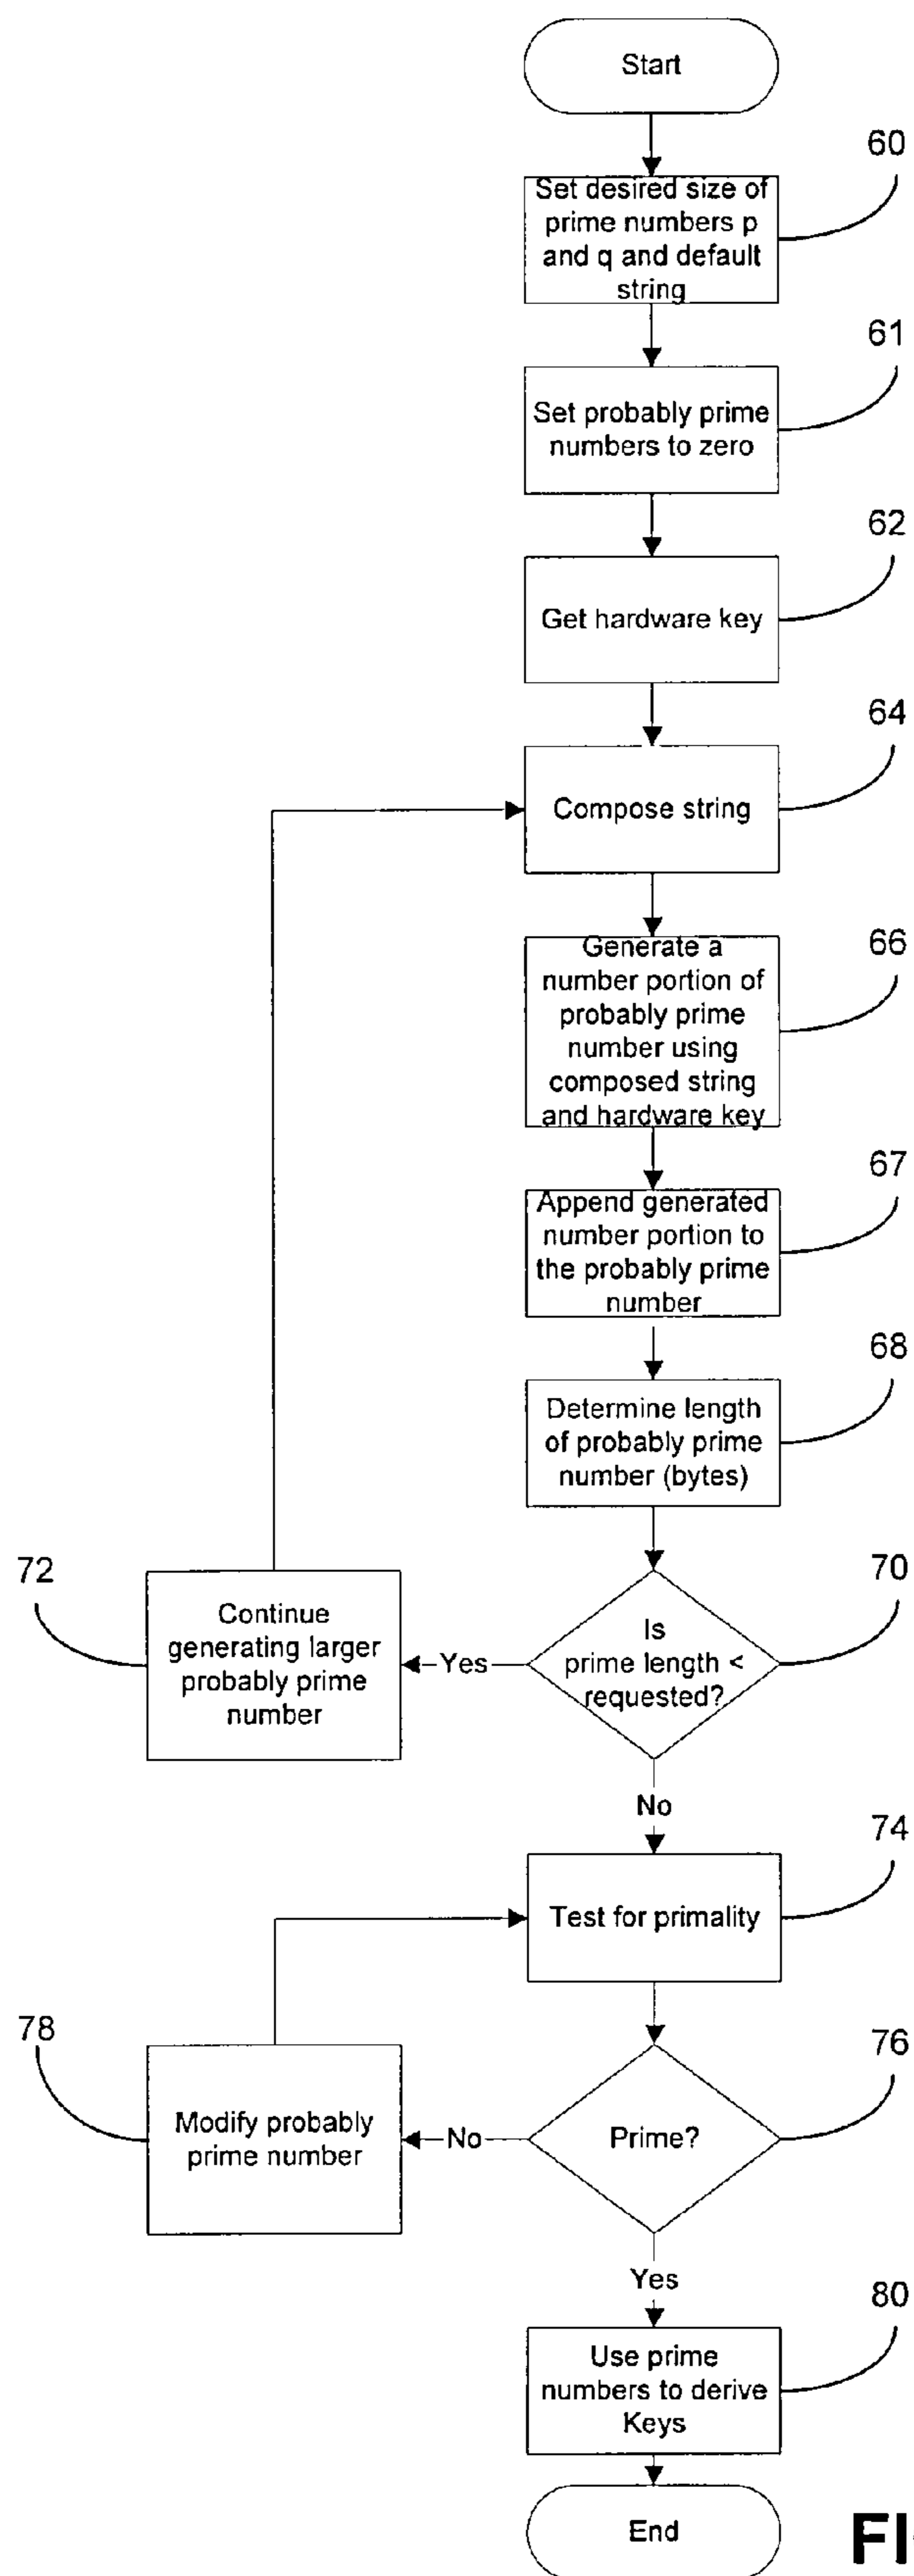 Start
60
Set desired size of
prime numbers p
and q and default
string
61
Set probably prime
numbers to zero
62
Get hardware key
64
Compose string
66
Generate a
number portion of
probably prime
number using
composed string
and hardware key
67
Append generated
number portion to
the probably prime
number
68
Determine length
of probably prime
number (bytes)
72
Continue
generating larger
probably prime
number
Yes
70
Is
prime length <
requested?
No
74
Test for primality
78
Modify probably
prime number
No
76
Prime?
Yes
80
Use prime
numbers to derive
Keys
End